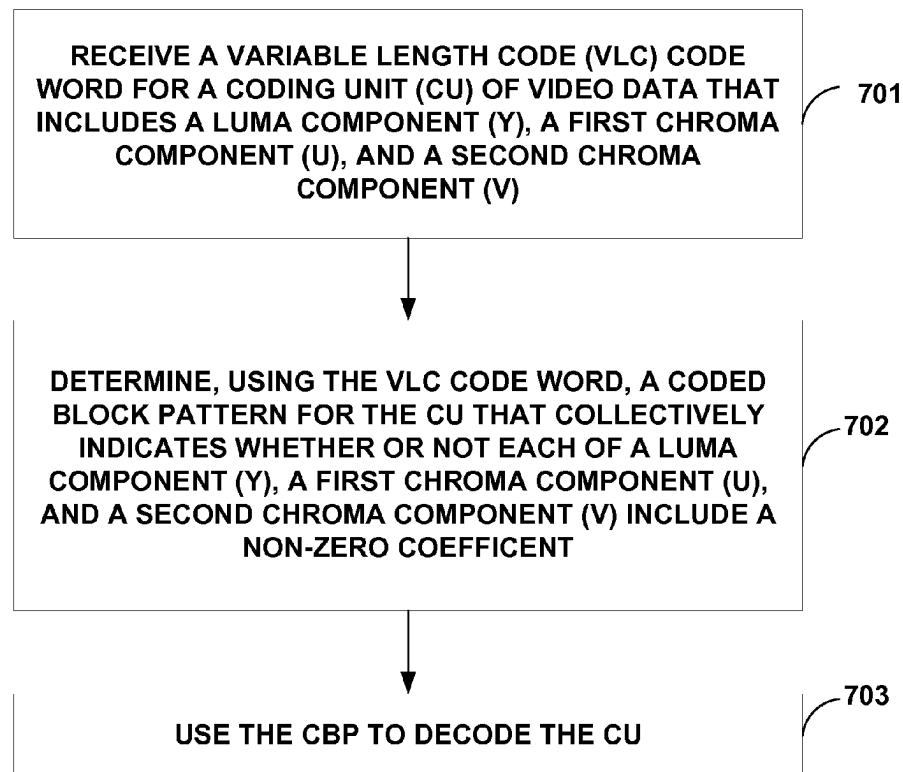 RECEIVE A VARIABLE LENGTH CODE (VLC) CODE
WORD FOR A CODING UNIT (CU) OF VIDEO DATA THAT
INCLUDES A LUMA COMPONENT (Y), A FIRST CHROMA
COMPONENT (U), AND A SECOND CHROMA
COMPONENT (V)
701
DETERMINE, USING THE VLC CODE WORD, A CODED
BLOCK PATTERN FOR THE CU THAT COLLECTIVELY
INDICATES WHETHER OR NOT EACH OF A LUMA
COMPONENT (Y), A FIRST CHROMA COMPONENT (U),
AND A SECOND CHROMA COMPONENT (V) INCLUDE A
NON-ZERO COEFFICENT
702
USE THE CBP TO DECODE THE CU
703